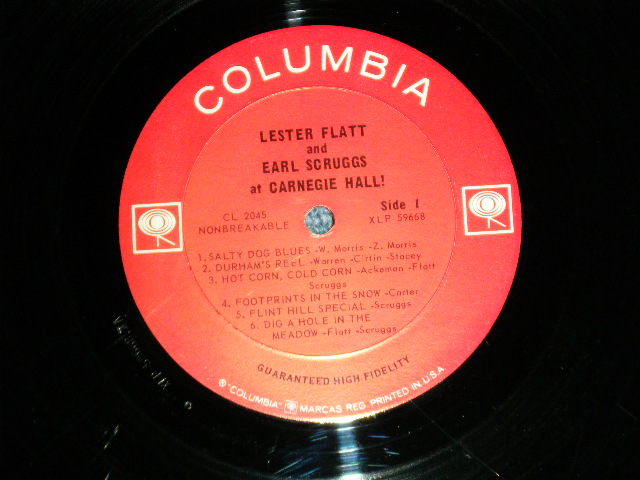 COLUMBIA
LESTER FLATT
and
EARL SCRUGGS
at CARNEGIE HALL!
CL 2045
NONBREAKABLE
Side 1
XLP 59668
1. SALTY DOG BLUES -W. Morris -Z. Morris
2. DURHAM'S REEL -Warren - C'rtin - Stacey
3. HOT CORN, COLD CORN -Ackeman -Flatt
Scruggs
4. FOOTPRINTS IN THE SNOW -Carter
5. FLINT HILL SPECIAL -Scruggs
6. DIG A HOLE IN THE
MEADOW -Flatt -Scruggs
GUARANTEED HIGH FIDELITY
® "COLUMBIA" MARCAS REG. PRINTED IN U.S.A.